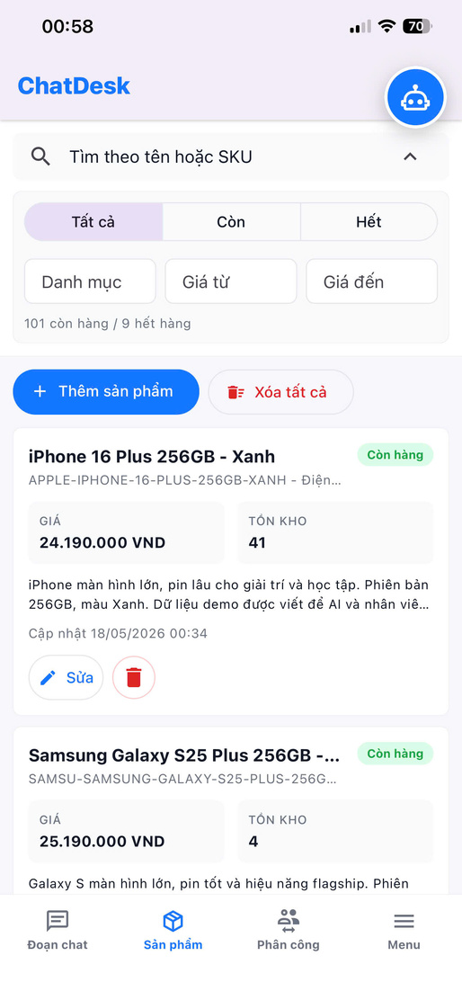 00:58
70
ChatDesk
Tìm theo tên hoặc SKU
Tất cả
Còn
Hết
Danh mục
Giá từ
Giá đến
101 còn hàng / 9 hết hàng
+ Thêm sản phẩm
Xóa tất cả
iPhone 16 Plus 256GB - Xanh
Còn hàng
APPLE-IPHONE-16-PLUS-256GB-XANH - Điện...
GIÁ
24.190.000 VND
TỒN KHO
41
iPhone màn hình lớn, pin lâu cho giải trí và học tập. Phiên bản
256GB, màu Xanh. Dữ liệu demo được viết để AI và nhân viê...
Cập nhật 18/05/2026 00:34
Sửa
Samsung Galaxy S25 Plus 256GB -...
Còn hàng
SAMSU-SAMSUNG-GALAXY-S25-PLUS-256G...
GIÁ
25.190.000 VND
TỒN KHO
4
Galaxy S màn hình lớn, pin tốt và hiệu năng flagship. Phiên
Đoạn chat
Sản phẩm
Phân công
Menu